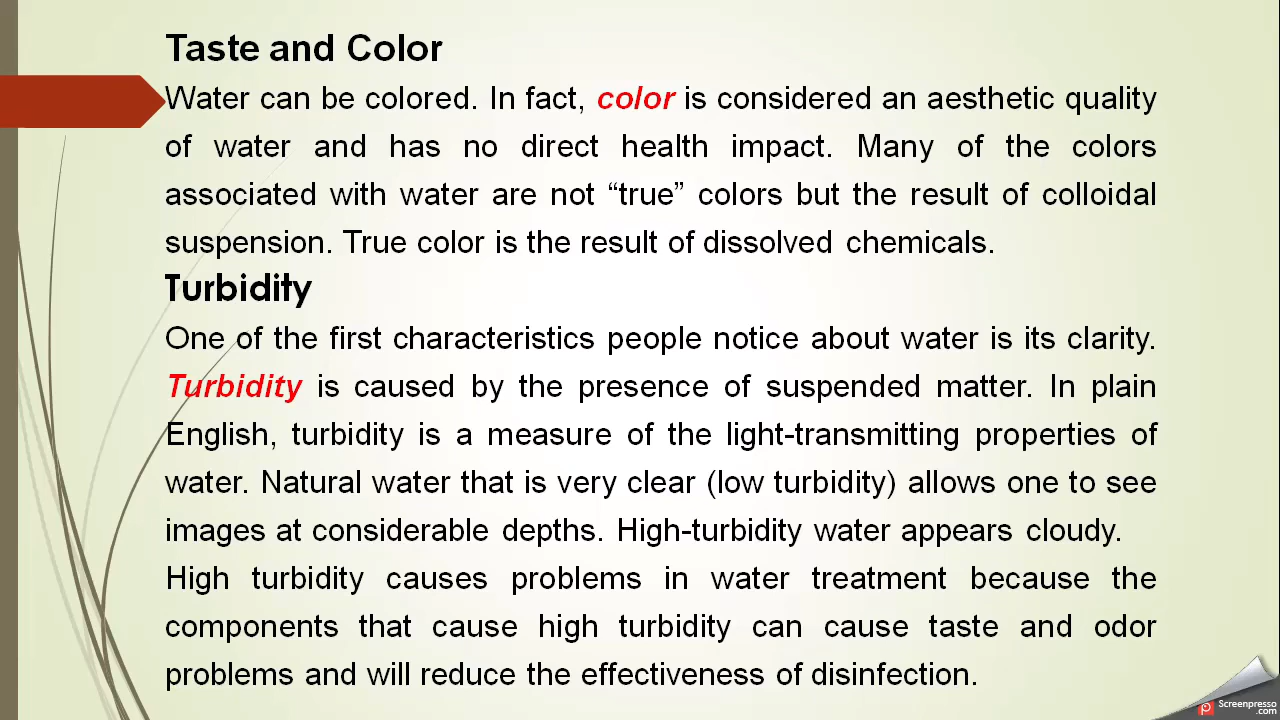 Taste and Color
Water can be colored. In fact, color is considered an aesthetic quality
of water and has no direct health impact. Many of the colors
associated with water are not “true” colors but the result of colloidal
suspension. True color is the result of dissolved chemicals.
Turbidity
One of the first characteristics people notice about water is its clarity.
Turbidity is caused by the presence of suspended matter. In plain
English, turbidity is a measure of the light-transmitting properties of
water. Natural water that is very clear (low turbidity) allows one to see
images at considerable depths. High-turbidity water appears cloudy.
High turbidity causes problems in water treatment because the
components that cause high turbidity can cause taste and odor
problems and will reduce the effectiveness of disinfection.
Screenpresso
.com